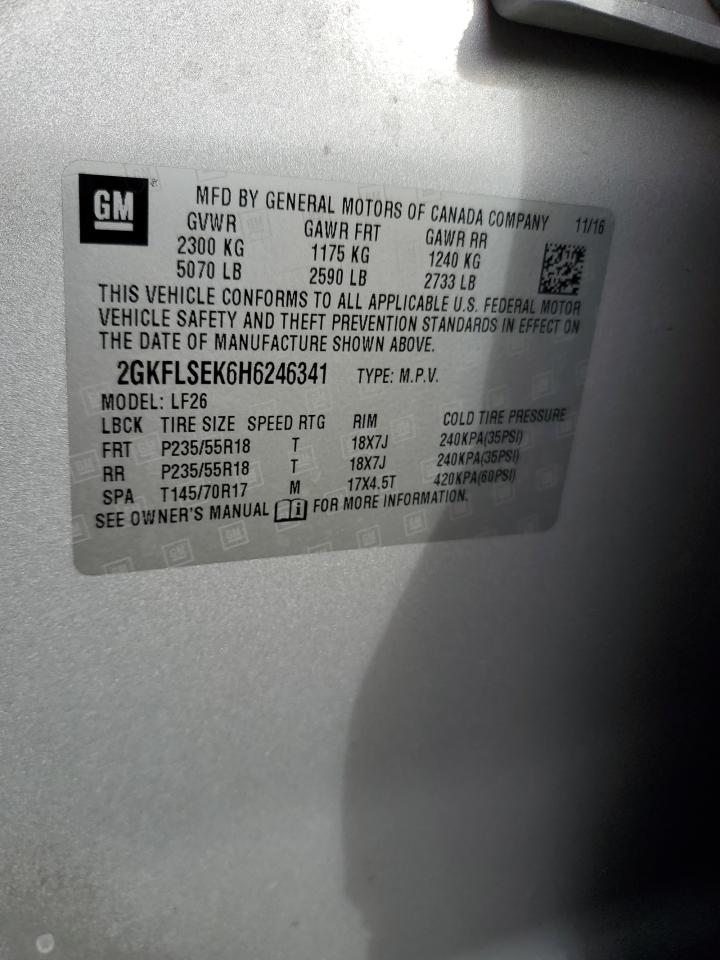 GM ®
MFD BY GENERAL MOTORS OF CANADA COMPANY 11/16
GVWR GAWR FRT GAWR RR
2300 KG 1175 KG 1240 KG
5070 LB 2590 LB 2733 LB
THIS VEHICLE CONFORMS TO ALL APPLICABLE U.S. FEDERAL MOTOR
VEHICLE SAFETY AND THEFT PREVENTION STANDARDS IN EFFECT ON
THE DATE OF MANUFACTURE SHOWN ABOVE.
2GKFLSEK6H6246341 TYPE: M.P.V.
MODEL: LF26
LBCK TIRE SIZE SPEED RTG RIM COLD TIRE PRESSURE
FRT P235/55R18 T 18X7J 240KPA(35PSI)
RR P235/55R18 T 18X7J 240KPA(35PSI)
SPA T145/70R17 M 17X4.5T 420KPA(60PSI)
SEE OWNER'S MANUAL i FOR MORE INFORMATION.